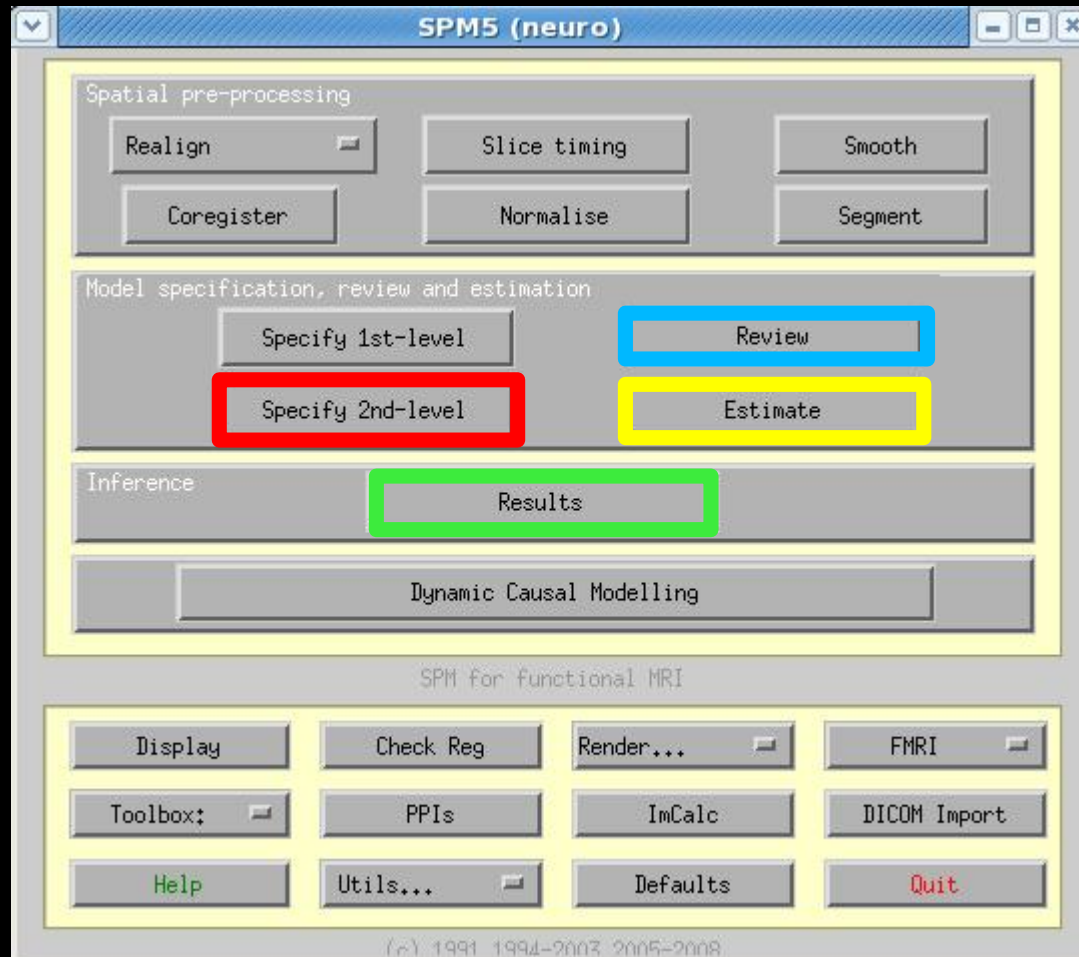 SPM5 (neuro)
Spatial pre-processing
Realign
Slice timing
Smooth
Coregister
Normalise
Segment
Model specification, review and estimation
Specify 1st-level
Review
Specify 2nd-level
Estimate
Inference
Results
Dynamic Causal Modelling
SPM for functional MRI
Display
Check Reg
Render...
FMRI
Toolbox:
PPIs
ImCalc
DICOM Import
Help
Utils...
Defaults
Quit
(c) 1991,1994-2003,2005-2008